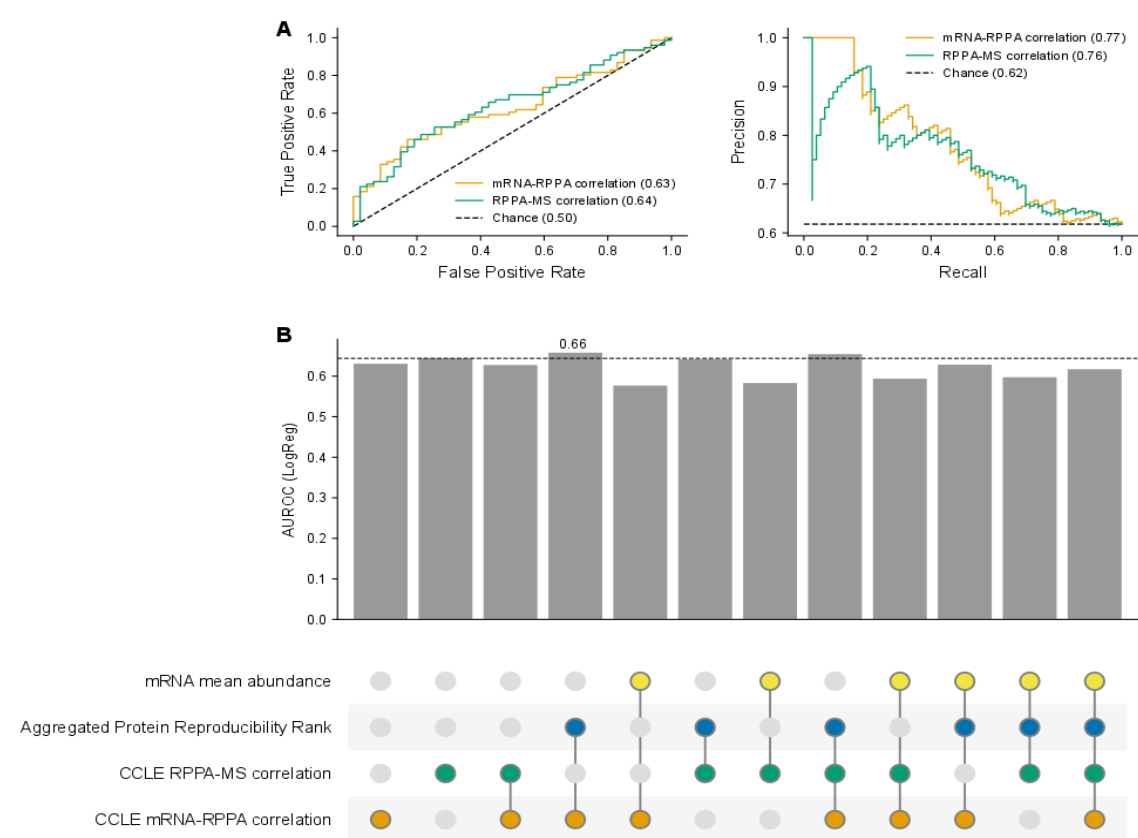 A
True Positive Rate
1.0
0.8
0.6
0.4
0.2
0.0
mRNA-RPPA correlation (0.63)
RPPA-MS correlation (0.64)
Chance (0.50)
0.0 0.2 0.4 0.6 0.8 1.0
False Positive Rate
Precision
1.0
0.9
0.8
0.7
0.6
mRNA-RPPA correlation (0.77)
RPPA-MS correlation (0.76)
Chance (0.62)
0.0 0.2 0.4 0.6 0.8 1.0
Recall
B
AUROC (LogReg)
0.66
0.6
0.5
0.4
0.3
0.2
0.1
0.0
mRNA mean abundance
Aggregated Protein Reproducibility Rank
CCLE RPPA-MS correlation
CCLE mRNA-RPPA correlation